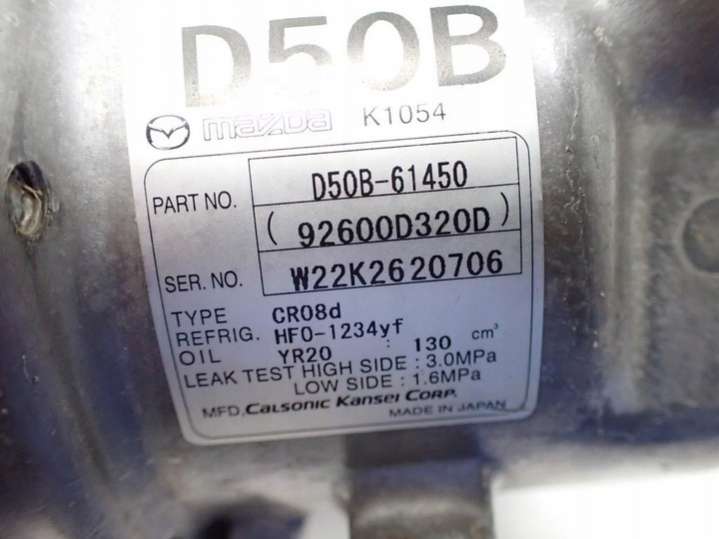 D50B
mazda K1054
PART NO. D50B-61450
(92600D320D)
SER. NO. W22K2620706
TYPE CR08d
REFRIG. HFO-1234yf
OIL YR20 : 130 cm³
LEAK TEST HIGH SIDE : 3.0MPa
LOW SIDE : 1.6MPa
MFD, CALSONIC KANSEI CORP.
MADE IN JAPAN